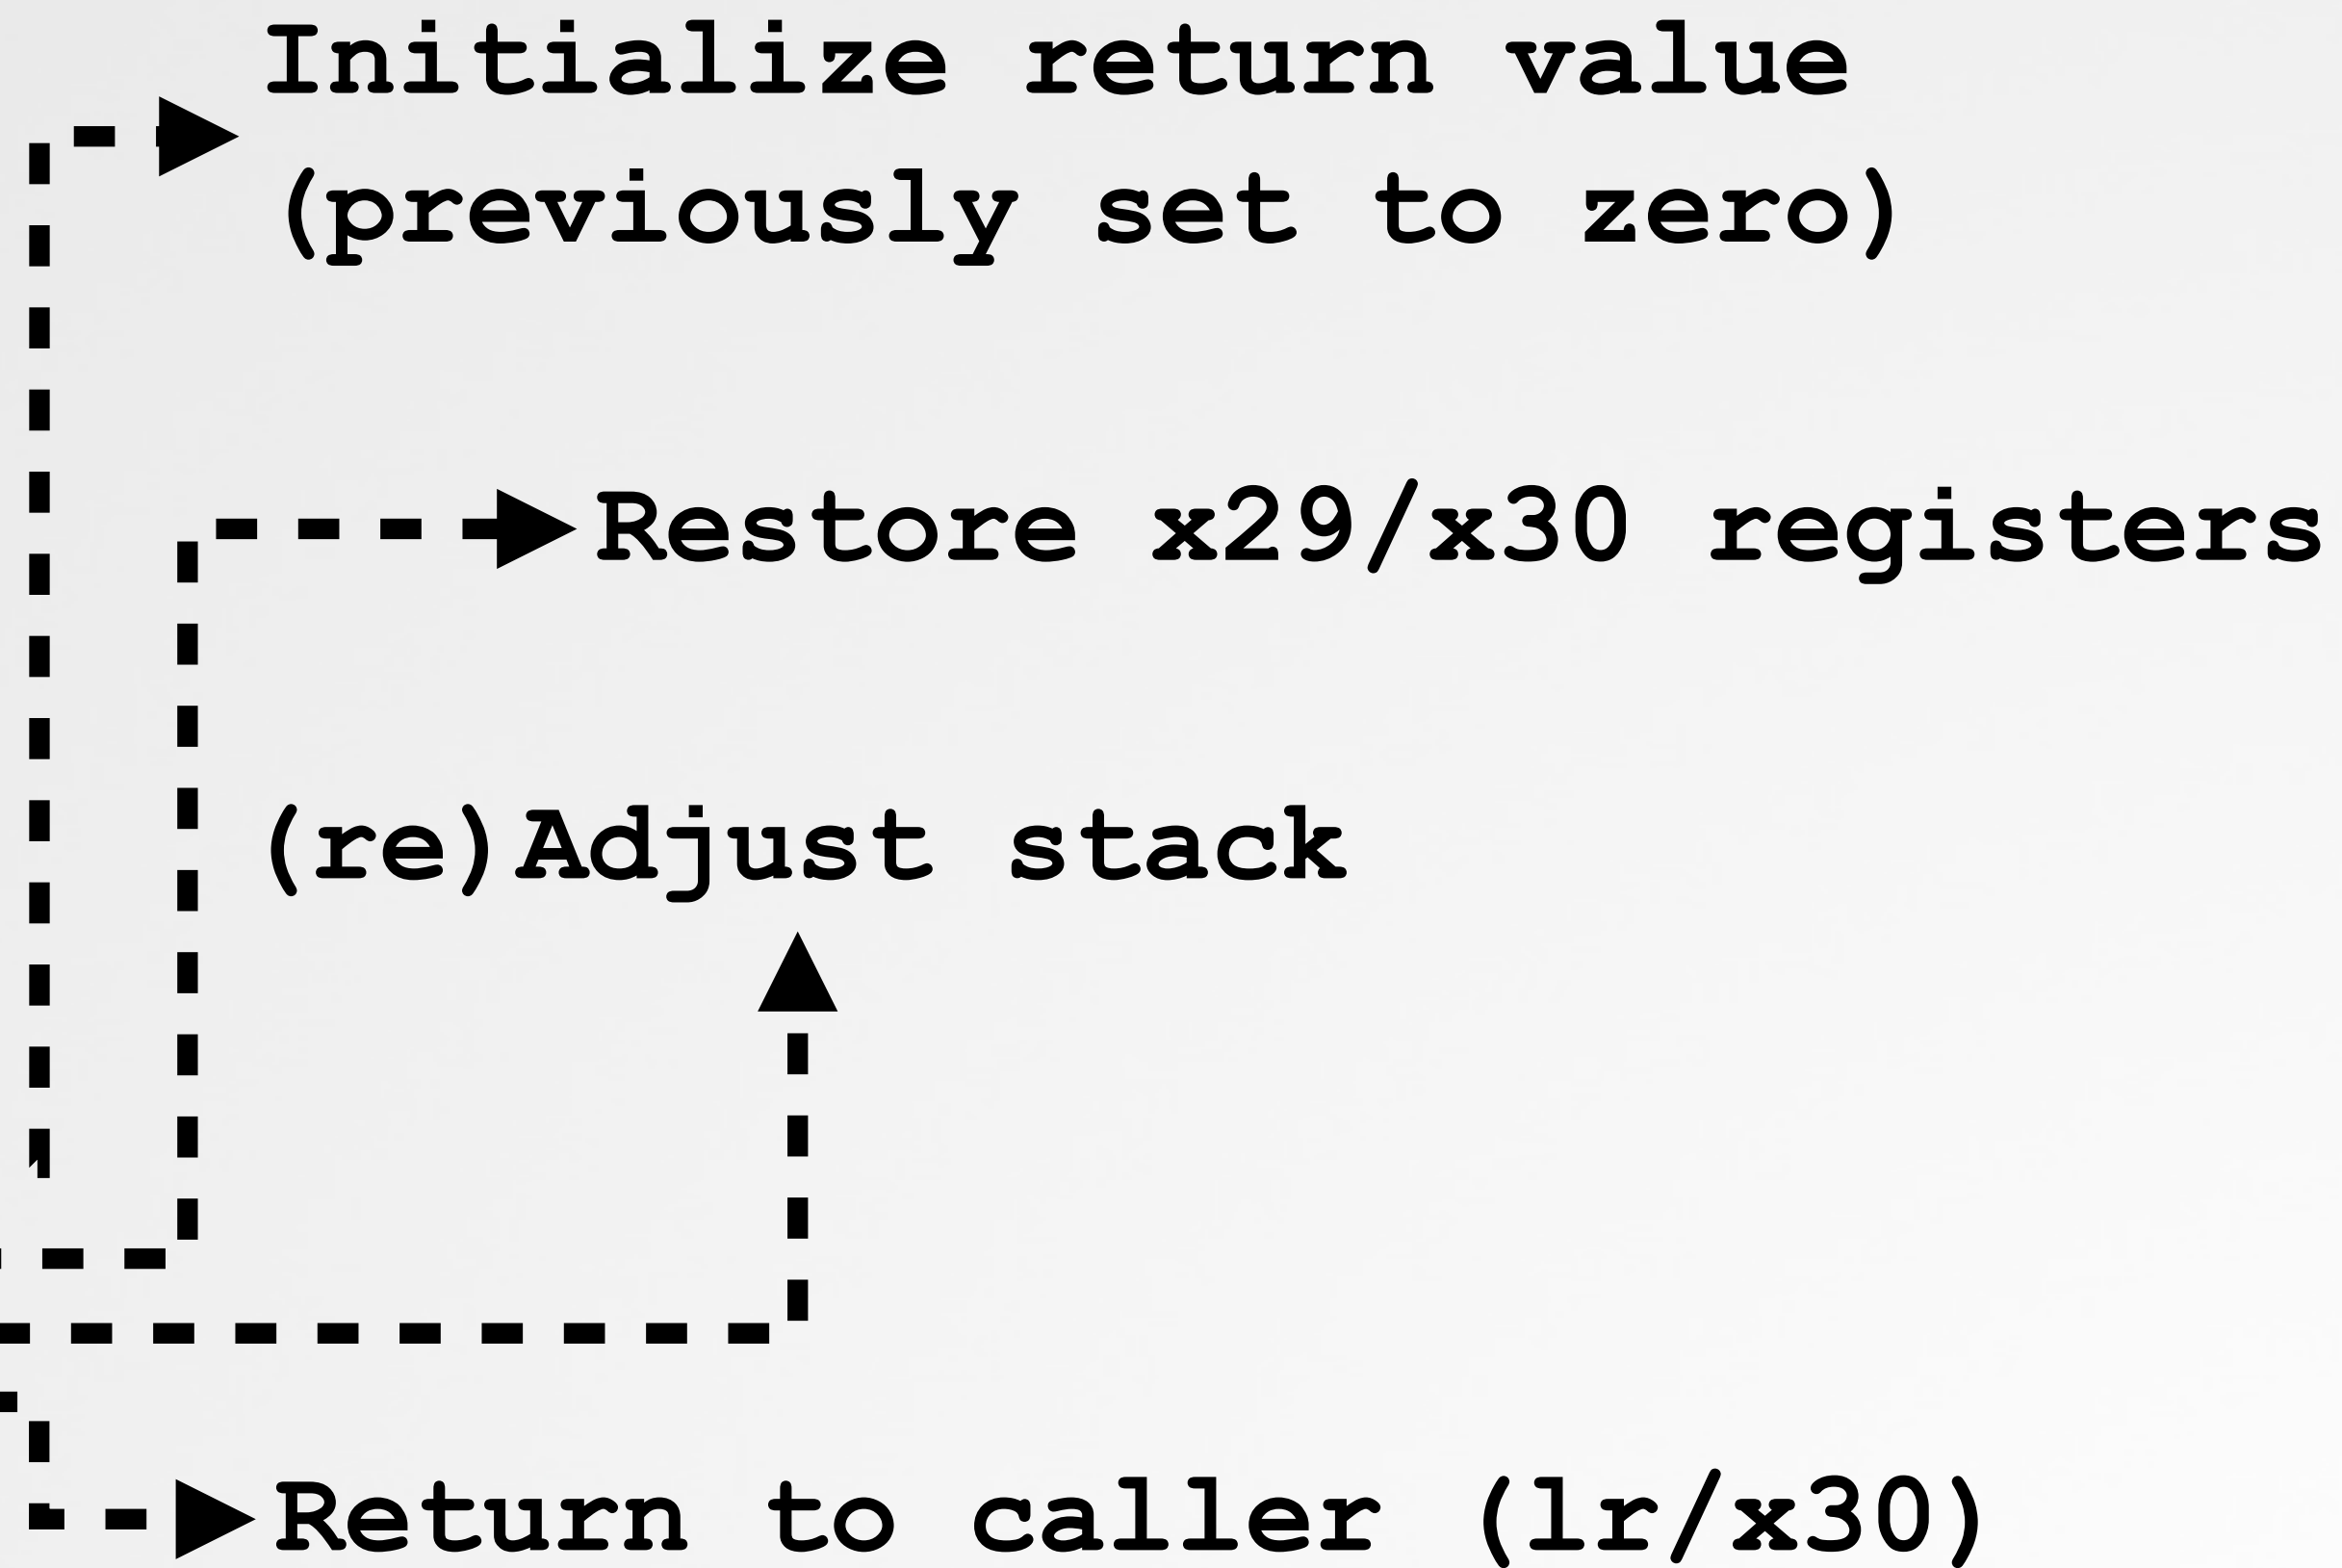 Initialize return value
(previously set to zero)
Restore x29/x30 registers
(re)Adjust stack
Return to caller (lr/x30)